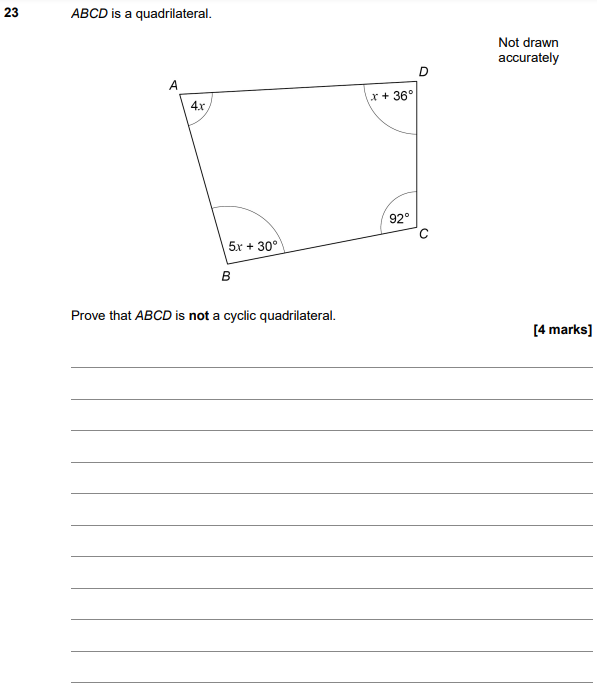 23 ABCD is a quadrilateral.
Not drawn
accurately
D
A
x + 36°
4x
92°
C
5x + 30°
B
Prove that ABCD is not a cyclic quadrilateral.
[4 marks]